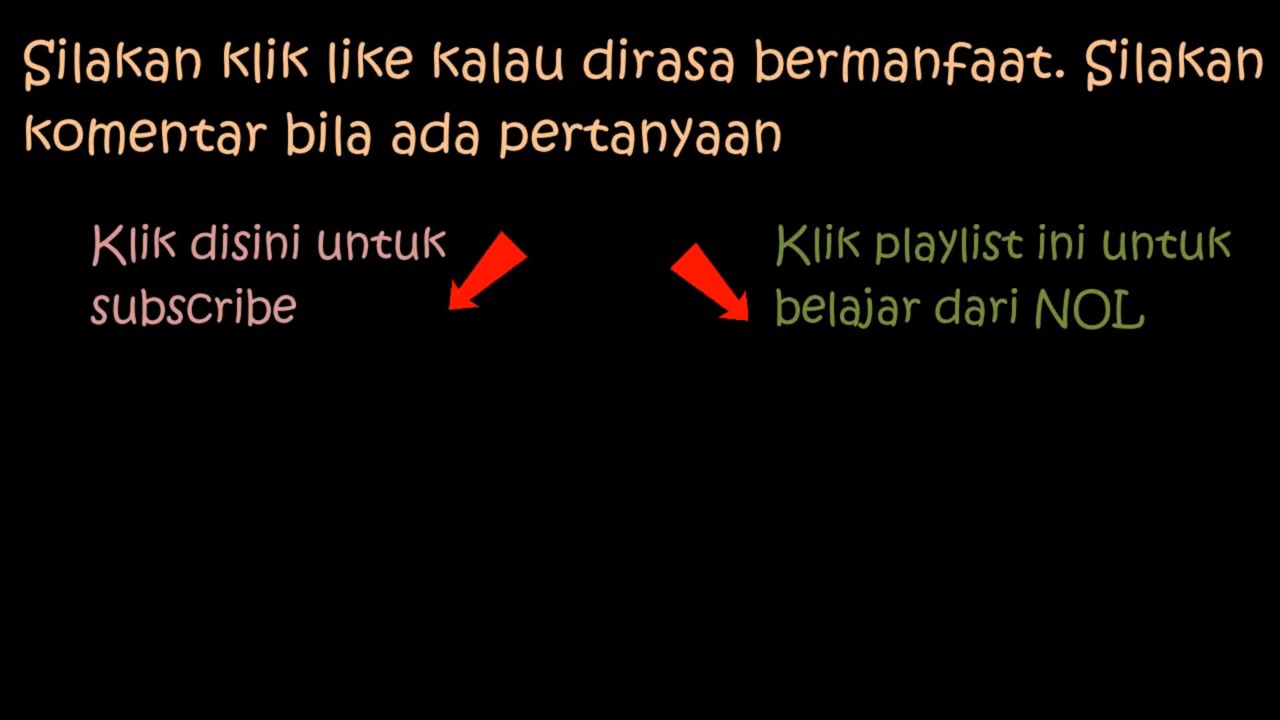 Silakan klik like kalau dirasa bermanfaat. Silakan
komentar bila ada pertanyaan
Klik disini untuk
subscribe
Klik playlist ini untuk
belajar dari NOL